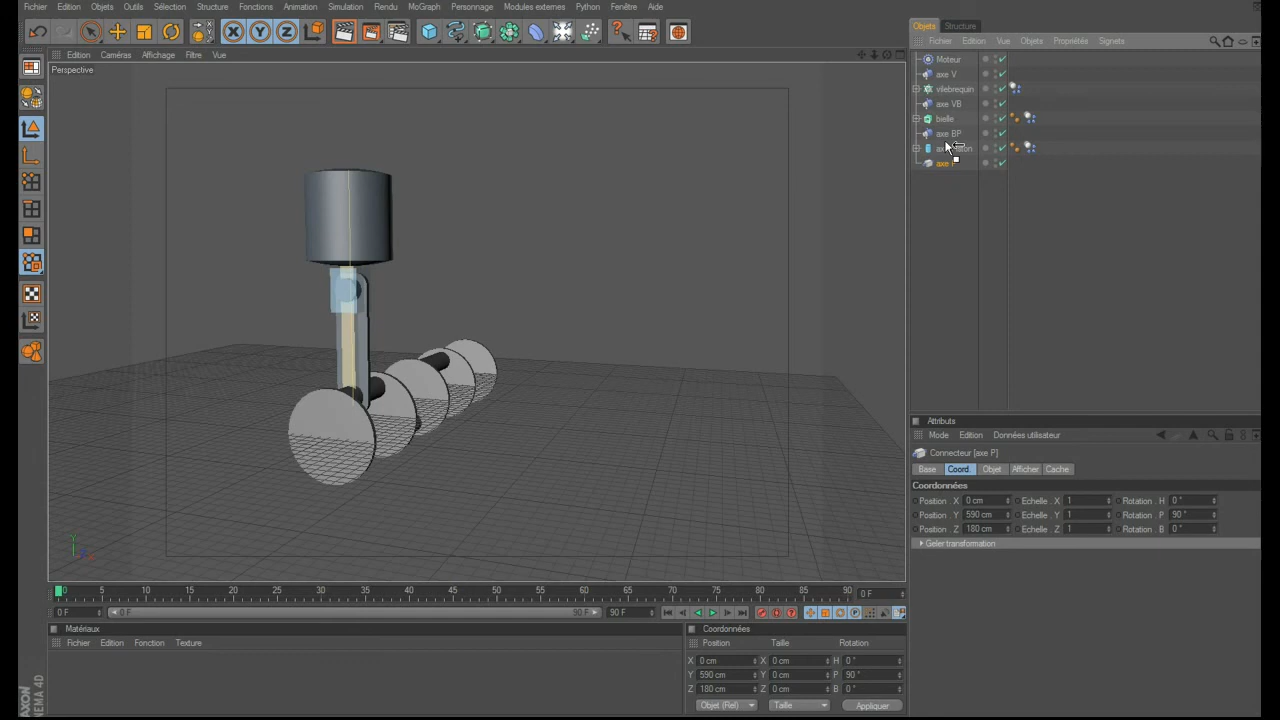 Fichier Edition Objets Outils Sélection Structure Fonctions Animation Simulation Rendu MoGraph Personnage Modules externes Python Fenêtre Aide
Objets Structure
Fichier Edition Vue Objets Propriétés Signets
Edition Caméras Affichage Filtre Vue
Perspective
Moteur
axe V
vilebrequin
axe VB
bielle
axe BP
axe
Attributs
Mode Edition Données utilisateur
Connecteur [axe P]
Base Coord. Objet Afficher Cache
Coordonnées
Position . X 0 cm Echelle . X 1 Rotation . H 0 °
Position . Y 590 cm Echelle . Y 1 Rotation . P 90 °
Position . Z 180 cm Echelle . Z 1 Rotation . B 0 °
Geler transformation
Y
0 5 10 15 20 25 30 35 40 45 50 55 60 65 70 75 80 85 90 0 F
0 F 0 F 90 F 90 F
Matériaux
Fichier Edition Fonction Texture
Coordonnées
Position Taille Rotation
X 0 cm X 0 cm H 0 °
Y 590 cm Y 0 cm P 90 °
Z 180 cm Z 0 cm B 0 °
Objet (Rel) Taille Appliquer
AXON
NEMA 4D